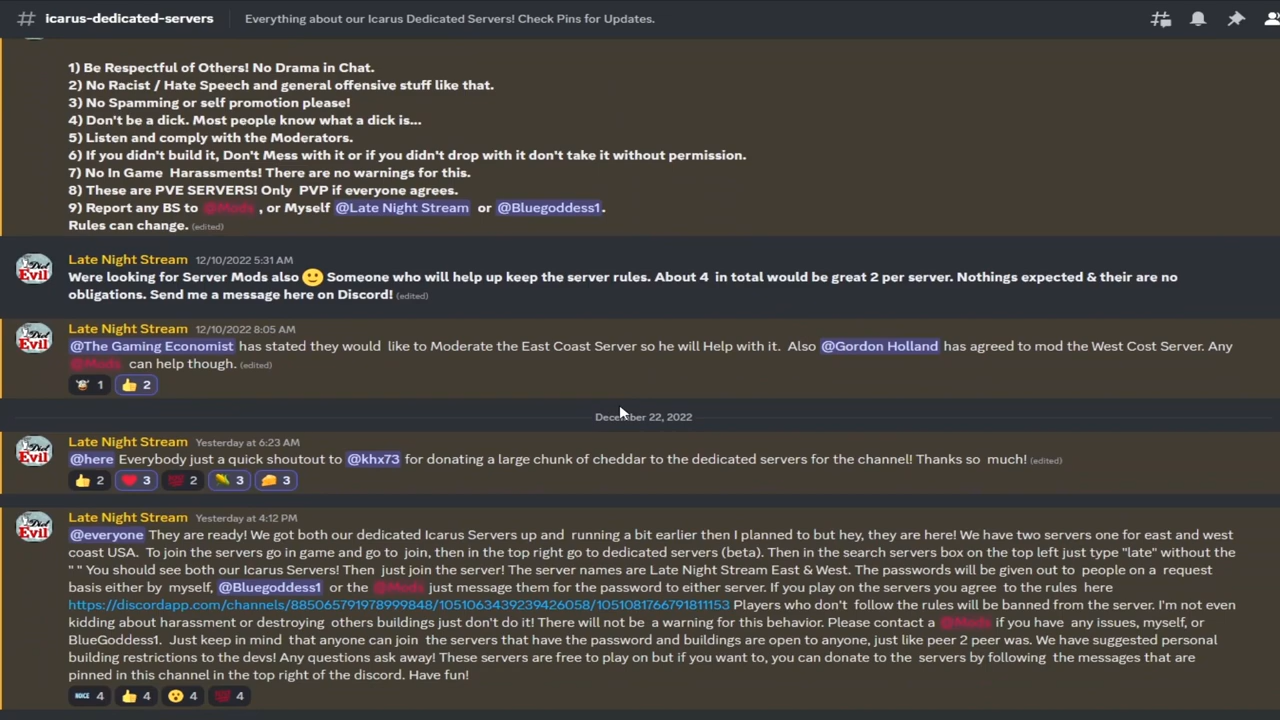 # icarus-dedicated-servers Everything about our Icarus Dedicated Servers! Check Pins for Updates.
1) Be Respectful of Others! No Drama in Chat.
2) No Racist / Hate Speech and general offensive stuff like that.
3) No Spamming or self promotion please!
4) Don't be a dick. Most people know what a dick is...
5) Listen and comply with the Moderators.
6) If you didn't build it, Don't Mess with it or if you didn't drop with it don't take it without permission.
7) No In Game Harassments! There are no warnings for this.
8) These are PVE SERVERS! Only PVP if everyone agrees.
9) Report any BS to @Mods , or Myself @Late Night Stream or @Bluegoddess1.
Rules can change. (edited)
Late Night Stream 12/10/2022 5:31 AM
Were looking for Server Mods also 🙂 Someone who will help up keep the server rules. About 4 in total would be great 2 per server. Nothings expected & their are no
obligations. Send me a message here on Discord! (edited)
Late Night Stream 12/10/2022 8:05 AM
@The Gaming Economist has stated they would like to Moderate the East Coast Server so he will Help with it. Also @Gordon Holland has agreed to mod the West Cost Server. Any
@Mods can help though. (edited)
1 👍 2
December 22, 2022
Late Night Stream Yesterday at 6:23 AM
@here Everybody just a quick shoutout to @khx73 for donating a large chunk of cheddar to the dedicated servers for the channel! Thanks so much! (edited)
👍 2 ❤️ 3 💯 2 🌽 3 🧀 3
Late Night Stream Yesterday at 4:12 PM
@everyone They are ready! We got both our dedicated Icarus Servers up and running a bit earlier then I planned to but hey, they are here! We have two servers one for east and west
coast USA. To join the servers go in game and go to join, then in the top right go to dedicated servers (beta). Then in the search servers box on the top left just type "late" without the
" " You should see both our Icarus Servers! Then just join the server! The server names are Late Night Stream East & West. The passwords will be given out to people on a request
basis either by myself, @Bluegoddess1 or the @Mods just message them for the password to either server. If you play on the servers you agree to the rules here
https://discordapp.com/channels/885065791978999848/1051063439239426058/1051081766791811153 Players who don't follow the rules will be banned from the server. I'm not even
kidding about harassment or destroying others buildings just don't do it! There will not be a warning for this behavior. Please contact a @Mods if you have any issues, myself, or
BlueGoddess1. Just keep in mind that anyone can join the servers that have the password and buildings are open to anyone, just like peer 2 peer was. We have suggested personal
building restrictions to the devs! Any questions ask away! These servers are free to play on but if you want to, you can donate to the servers by following the messages that are
pinned in this channel in the top right of the discord. Have fun!
NOICE 4 👍 4 😮 4 💯 4